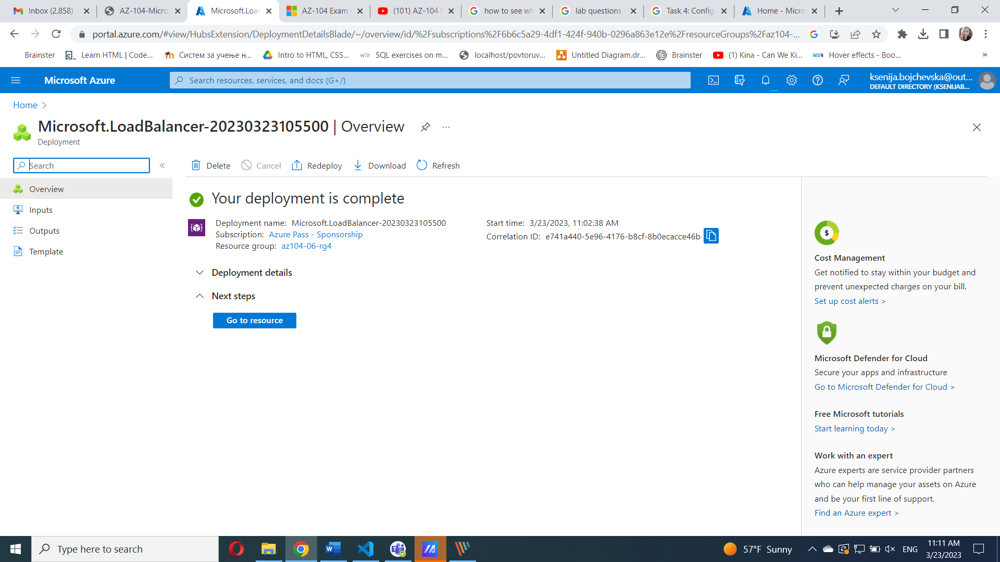 Inbox (2,858) -
AZ-104-Micro
Microsoft.Load
AZ-104 Exam
(101) AZ-104
how to see wh
lab questions
Task 4: Config
Home - Micro
portal.azure.com/#view/HubsExtension/DeploymentDetailsBlade/~/overview/id/%2Fsubscriptions%2F6b6c5a29-4df1-424f-940b-0296a863e12e%2FresourceGroups%2Faz104-...
Brainster
Learn HTML | Code...
Систем за учење н...
Intro to HTML, CSS...
SQL exercises on m...
localhost/povtoruv...
Untitled Diagram.dr...
Brainster
(1) Kina - Can We Ki...
Hover effects - Boo...
»
Microsoft Azure
Search resources, services, and docs (G+/)
ksenija.bojchevska@out...
DEFAULT DIRECTORY (KSENIJAB...
Home
Microsoft.LoadBalancer-20230323105500 | Overview
Deployment
Search
Delete
Cancel
Redeploy
Download
Refresh
Overview
Inputs
Outputs
Template
Your deployment is complete
Deployment name: Microsoft.LoadBalancer-20230323105500
Subscription: Azure Pass - Sponsorship
Resource group: az104-06-rg4
Start time: 3/23/2023, 11:02:38 AM
Correlation ID: e741a440-5e96-4176-b8cf-8b0ecacce46b
Deployment details
Next steps
Go to resource
Cost Management
Get notified to stay within your budget and
prevent unexpected charges on your bill.
Set up cost alerts >
Microsoft Defender for Cloud
Secure your apps and infrastructure
Go to Microsoft Defender for Cloud >
Free Microsoft tutorials
Start learning today >
Work with an expert
Azure experts are service provider partners
who can help manage your assets on Azure
and be your first line of support.
Find an Azure expert >
Type here to search
57°F Sunny
ENG
11:11 AM
3/23/2023